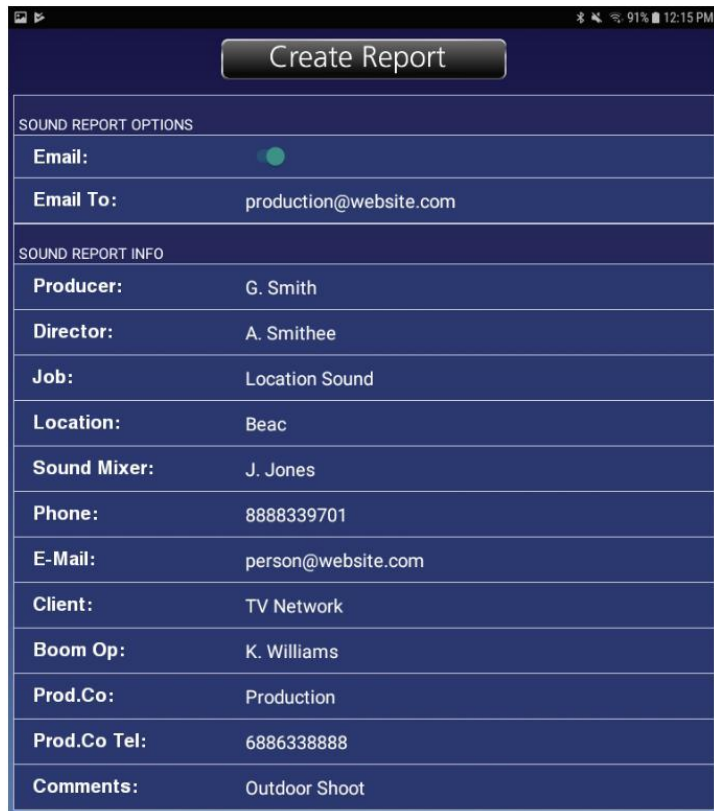 91% 12:15 PM
Create Report
SOUND REPORT OPTIONS
Email:
Email To: production@website.com
SOUND REPORT INFO
Producer: G. Smith
Director: A. Smithee
Job: Location Sound
Location: Beac
Sound Mixer: J. Jones
Phone: 8888339701
E-Mail: person@website.com
Client: TV Network
Boom Op: K. Williams
Prod.Co: Production
Prod.Co Tel: 6886338888
Comments: Outdoor Shoot